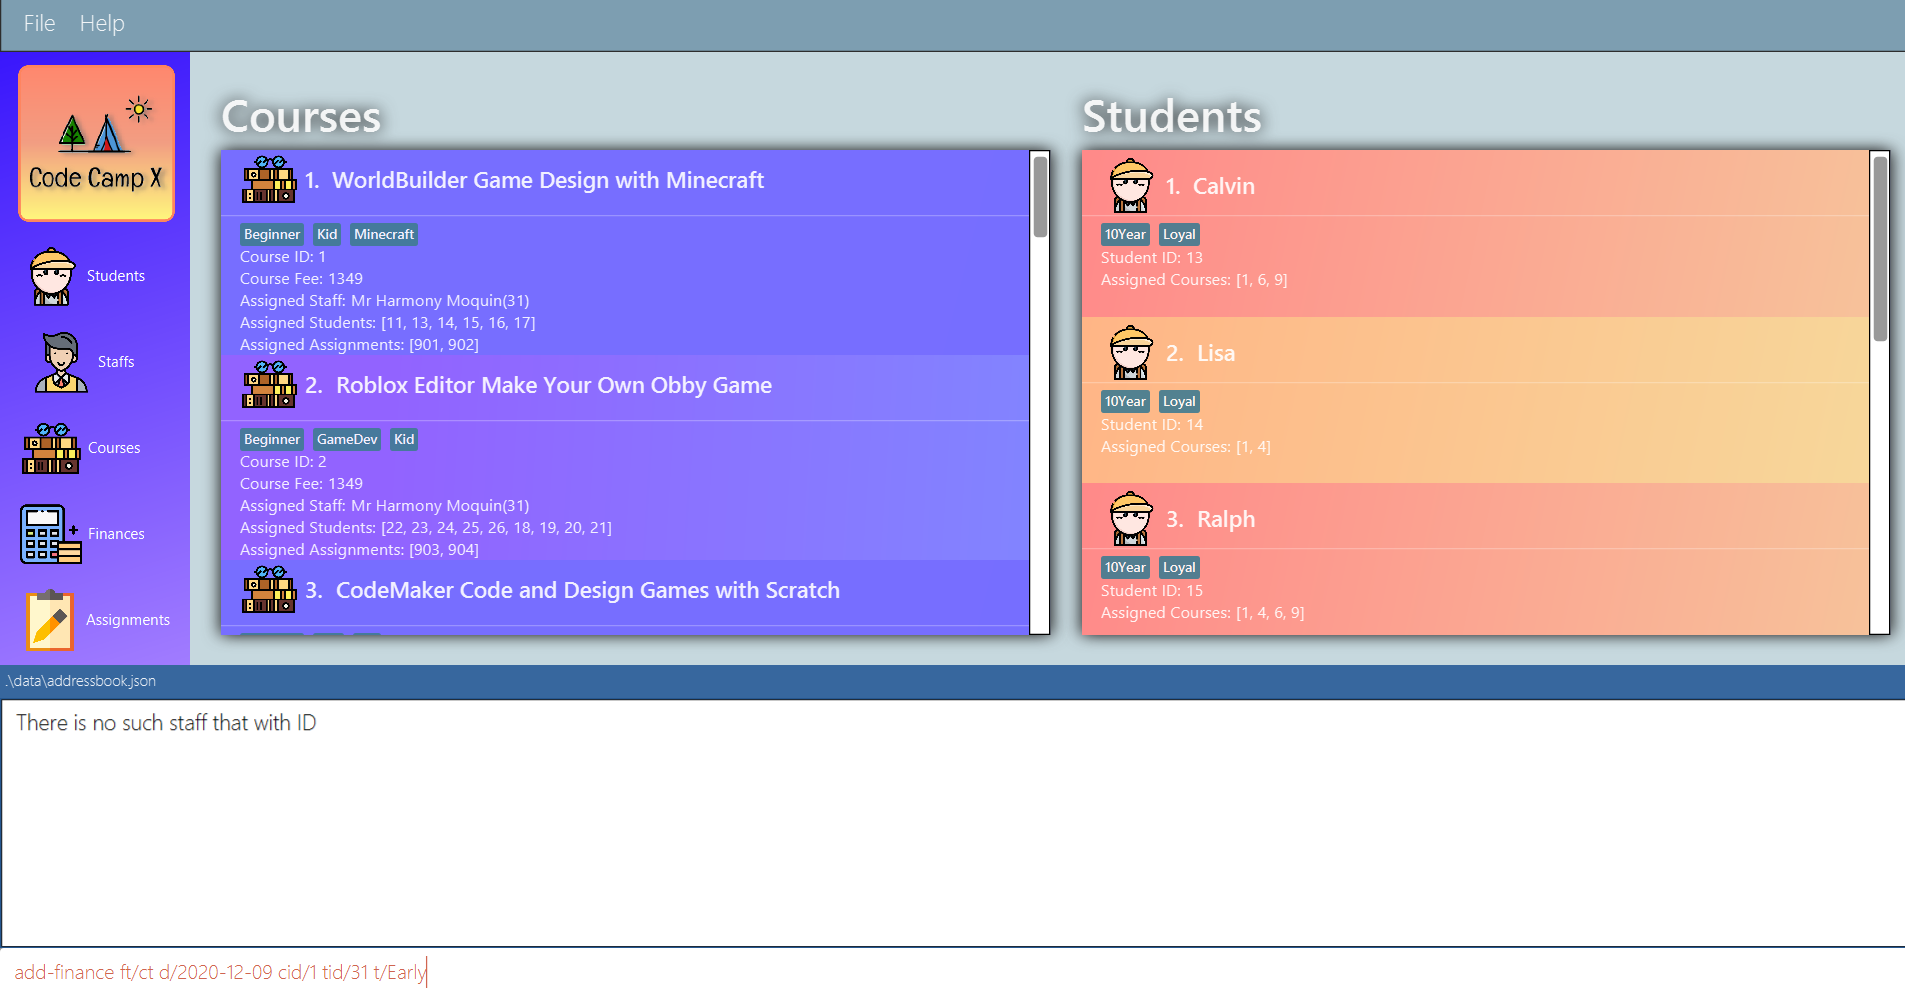 File Help
Code Camp X
Students
Staffs
Courses
Finances
Assignments
Courses
1. WorldBuilder Game Design with Minecraft
Beginner Kid Minecraft
Course ID: 1
Course Fee: 1349
Assigned Staff: Mr Harmony Moquin(31)
Assigned Students: [11, 13, 14, 15, 16, 17]
Assigned Assignments: [901, 902]
2. Roblox Editor Make Your Own Obby Game
Beginner GameDev Kid
Course ID: 2
Course Fee: 1349
Assigned Staff: Mr Harmony Moquin(31)
Assigned Students: [22, 23, 24, 25, 26, 18, 19, 20, 21]
Assigned Assignments: [903, 904]
3. CodeMaker Code and Design Games with Scratch
Students
1. Calvin
10Year Loyal
Student ID: 13
Assigned Courses: [1, 6, 9]
2. Lisa
10Year Loyal
Student ID: 14
Assigned Courses: [1, 4]
3. Ralph
10Year Loyal
Student ID: 15
Assigned Courses: [1, 4, 6, 9]
.\data\addressbook.json
There is no such staff that with ID
add-finance ft/ct d/2020-12-09 cid/1 tid/31 t/Early